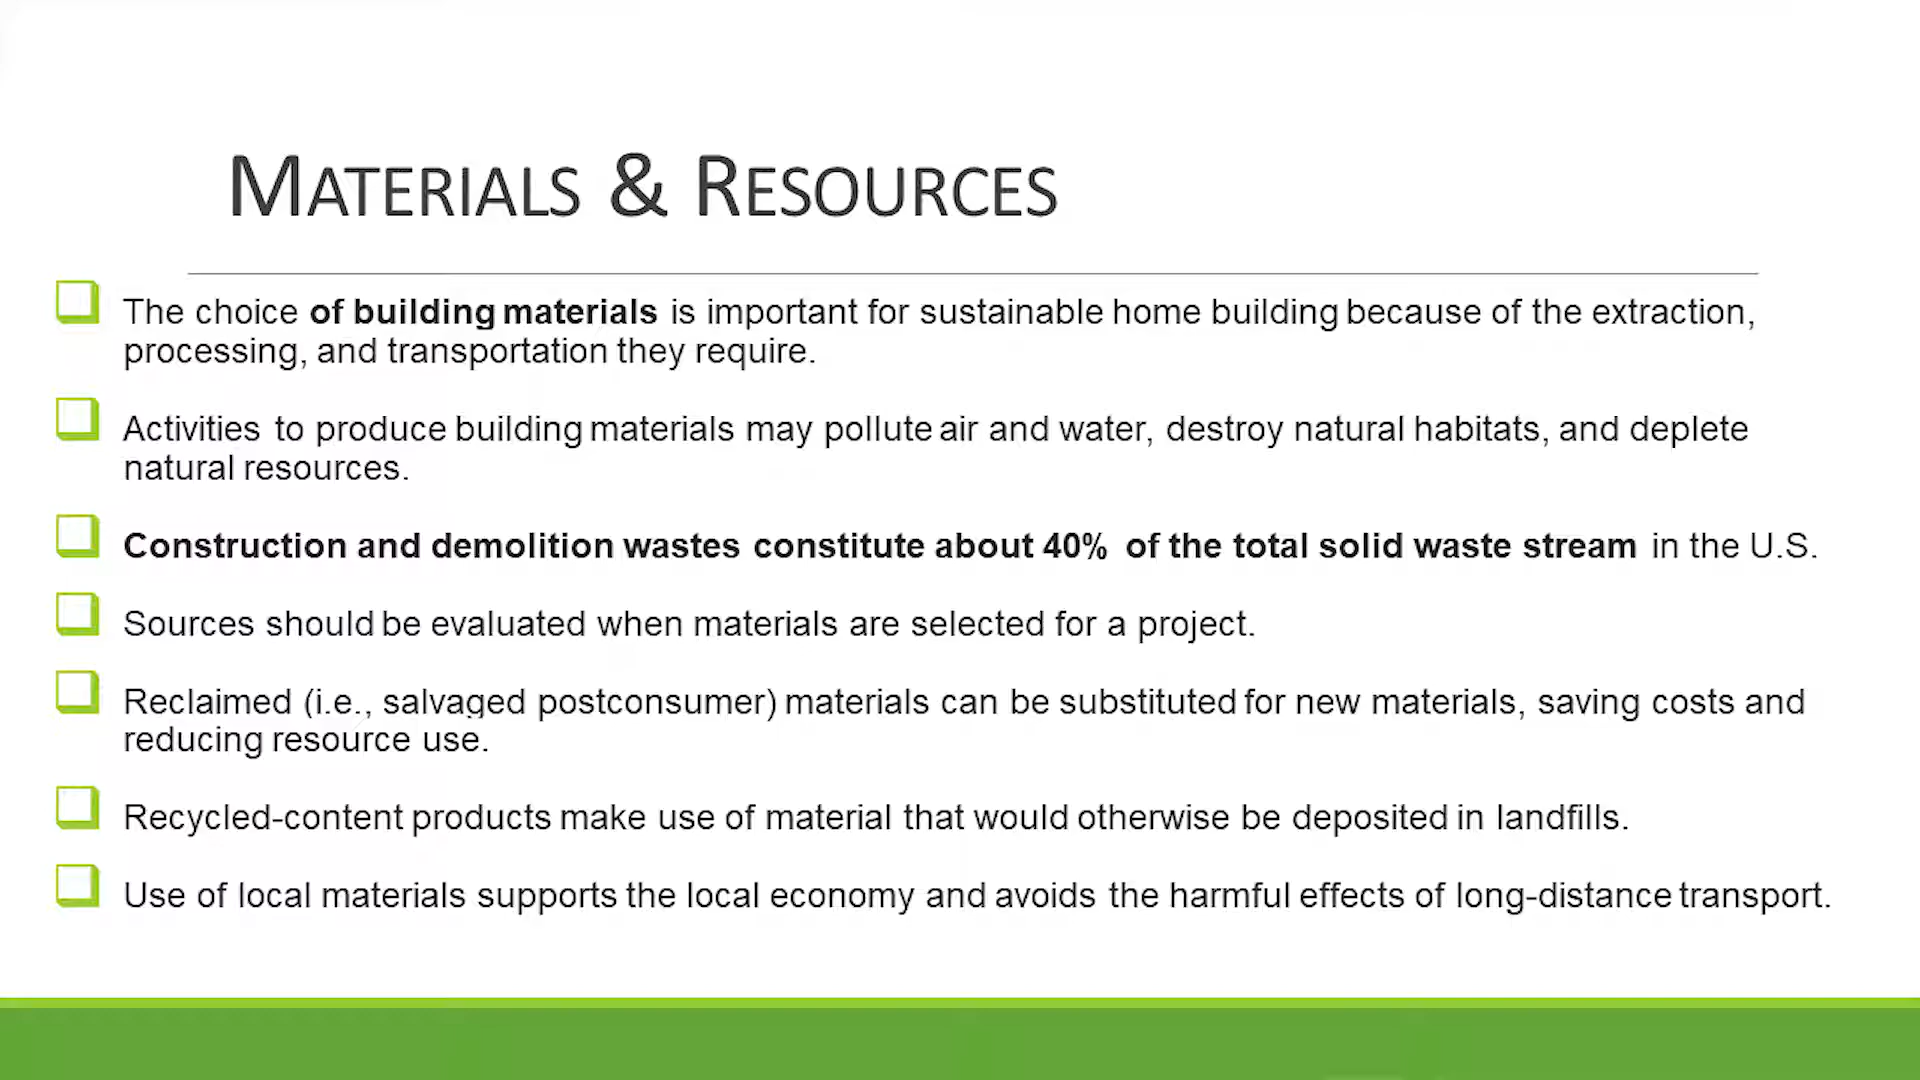 MATERIALS & RESOURCES
The choice of building materials is important for sustainable home building because of the extraction,
processing, and transportation they require.
Activities to produce building materials may pollute air and water, destroy natural habitats, and deplete
natural resources.
Construction and demolition wastes constitute about 40% of the total solid waste stream in the U.S.
Sources should be evaluated when materials are selected for a project.
Reclaimed (i.e., salvaged postconsumer) materials can be substituted for new materials, saving costs and
reducing resource use.
Recycled-content products make use of material that would otherwise be deposited in landfills.
Use of local materials supports the local economy and avoids the harmful effects of long-distance transport.